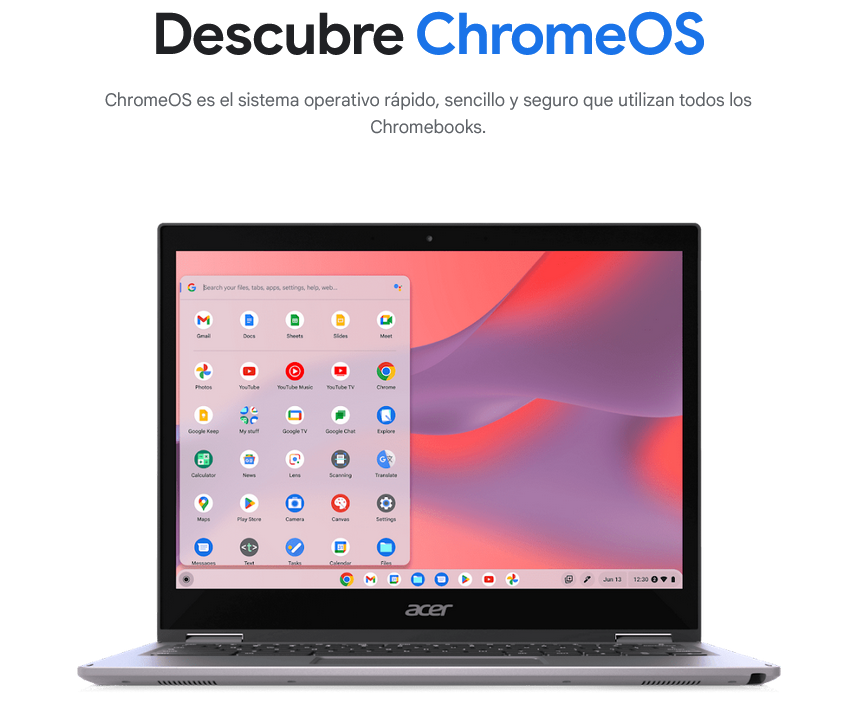 Descubre ChromeOS
ChromeOS es el sistema operativo rápido, sencillo y seguro que utilizan todos los
Chromebooks.
Search your files, tabs, apps, settings, help, web...
Gmail Docs Sheets Slides Meet
Photos YouTube YouTube Music YouTube TV Chrome
Google Keep My stuff Google TV Google Chat Explore
Calculator News Lens Scanning Translate
Maps Play Store Camera Canvas Settings
Messages Text Tasks Calendar Files
Jun 13 12:30
acer